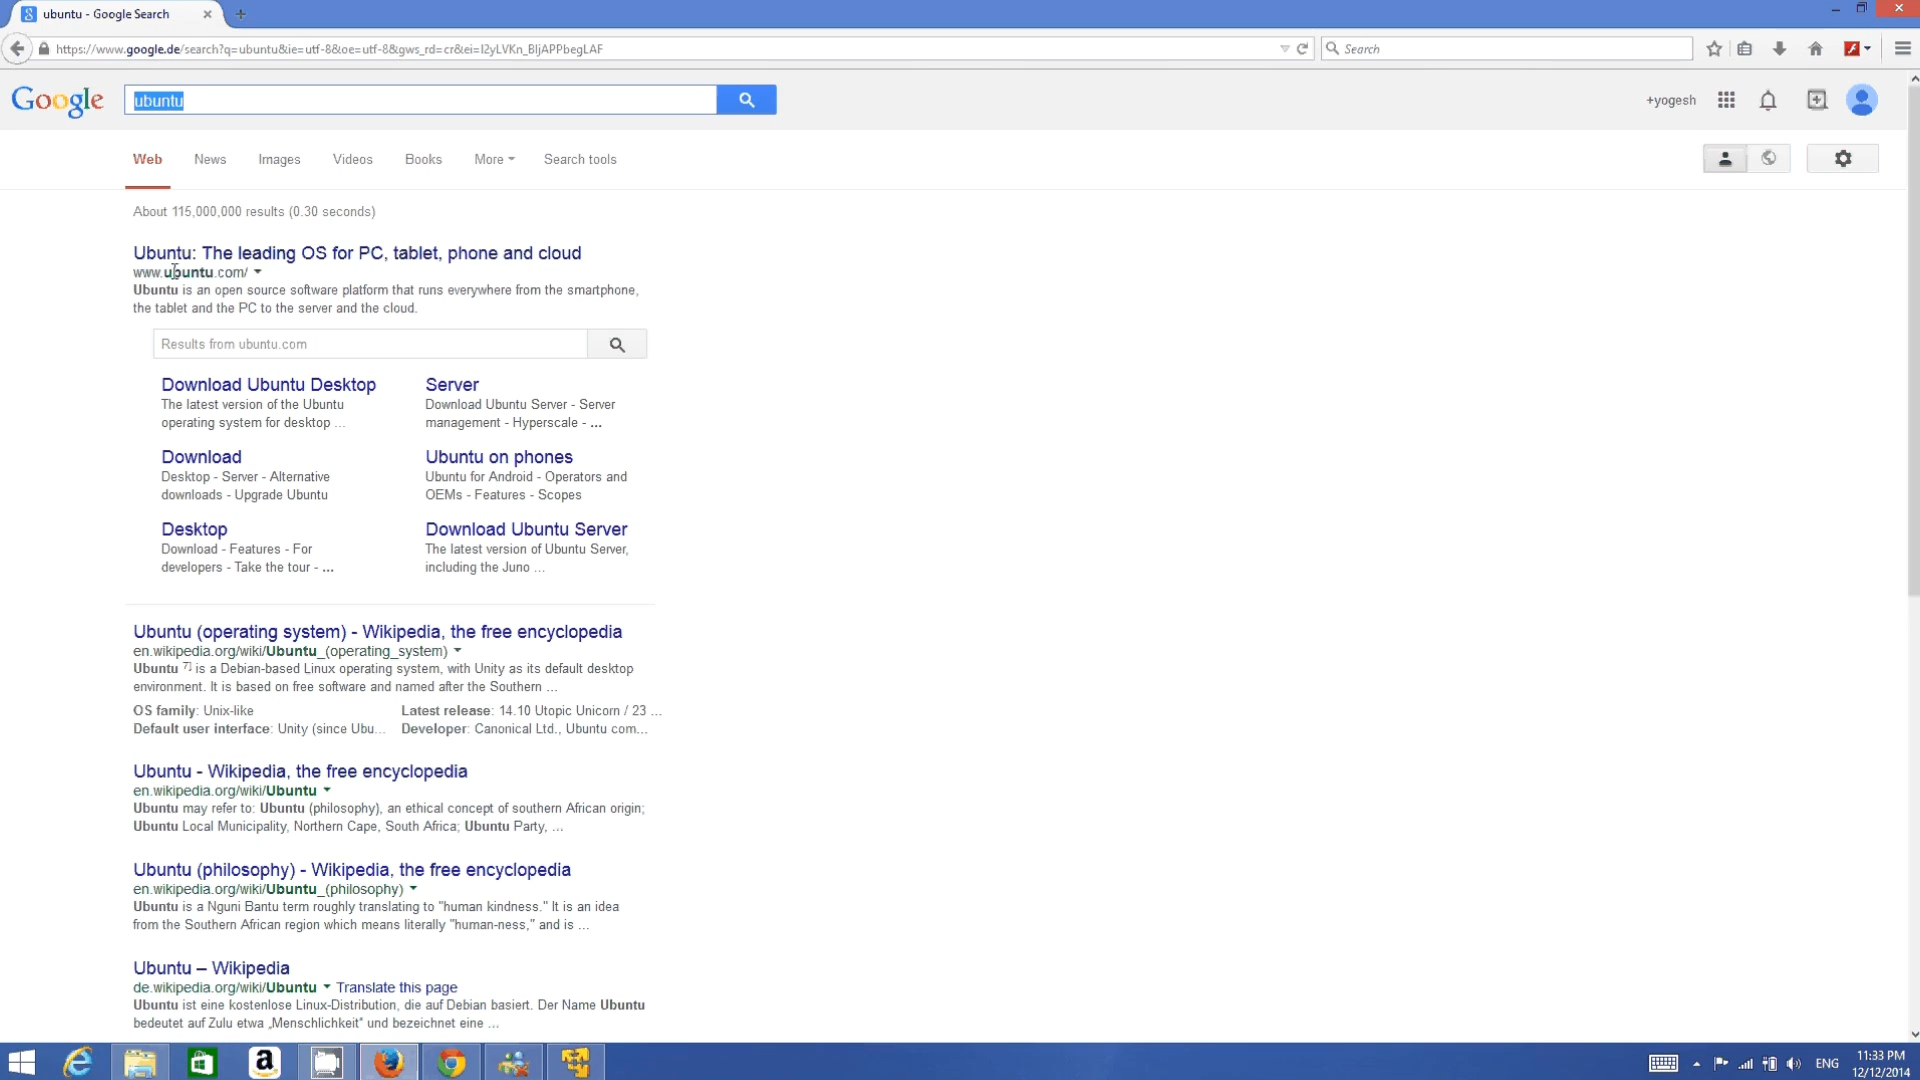 ubuntu - Google Search
https://www.google.de/search?q=ubuntu&ie=utf-8&oe=utf-8&gws_rd=cr&ei=I2yLVKn_BIjAPPbegLAF
Search
Google
ubuntu
+yogesh
Web
News
Images
Videos
Books
More
Search tools
About 115,000,000 results (0.30 seconds)
Ubuntu: The leading OS for PC, tablet, phone and cloud
www.ubuntu.com/
Ubuntu is an open source software platform that runs everywhere from the smartphone,
the tablet and the PC to the server and the cloud.
Results from ubuntu.com
Download Ubuntu Desktop
The latest version of the Ubuntu
operating system for desktop ...
Server
Download Ubuntu Server - Server
management - Hyperscale - ...
Download
Desktop - Server - Alternative
downloads - Upgrade Ubuntu
Ubuntu on phones
Ubuntu for Android - Operators and
OEMs - Features - Scopes
Desktop
Download - Features - For
developers - Take the tour - ...
Download Ubuntu Server
The latest version of Ubuntu Server,
including the Juno ...
Ubuntu (operating system) - Wikipedia, the free encyclopedia
en.wikipedia.org/wiki/Ubuntu_(operating_system)
Ubuntu 7] is a Debian-based Linux operating system, with Unity as its default desktop
environment. It is based on free software and named after the Southern ...
OS family: Unix-like
Latest release: 14.10 Utopic Unicorn / 23 ...
Default user interface: Unity (since Ubu...
Developer: Canonical Ltd., Ubuntu com...
Ubuntu - Wikipedia, the free encyclopedia
en.wikipedia.org/wiki/Ubuntu
Ubuntu may refer to: Ubuntu (philosophy), an ethical concept of southern African origin;
Ubuntu Local Municipality, Northern Cape, South Africa; Ubuntu Party, ...
Ubuntu (philosophy) - Wikipedia, the free encyclopedia
en.wikipedia.org/wiki/Ubuntu_(philosophy)
Ubuntu is a Nguni Bantu term roughly translating to "human kindness." It is an idea
from the Southern African region which means literally "human-ness," and is ...
Ubuntu – Wikipedia
de.wikipedia.org/wiki/Ubuntu Translate this page
Ubuntu ist eine kostenlose Linux-Distribution, die auf Debian basiert. Der Name Ubuntu
bedeutet auf Zulu etwa „Menschlichkeit“ und bezeichnet eine ...
ENG
11:33 PM
12/12/2014